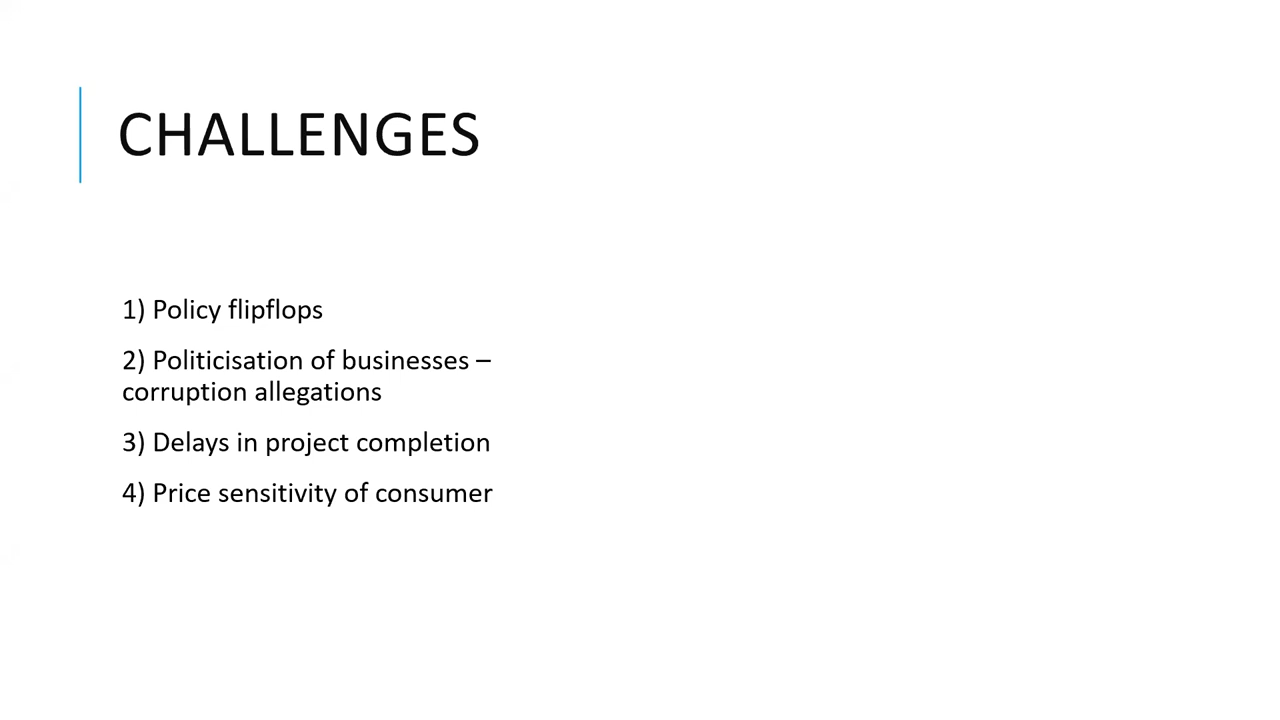 CHALLENGES
1) Policy flipflops
2) Politicisation of businesses –
corruption allegations
3) Delays in project completion
4) Price sensitivity of consumer